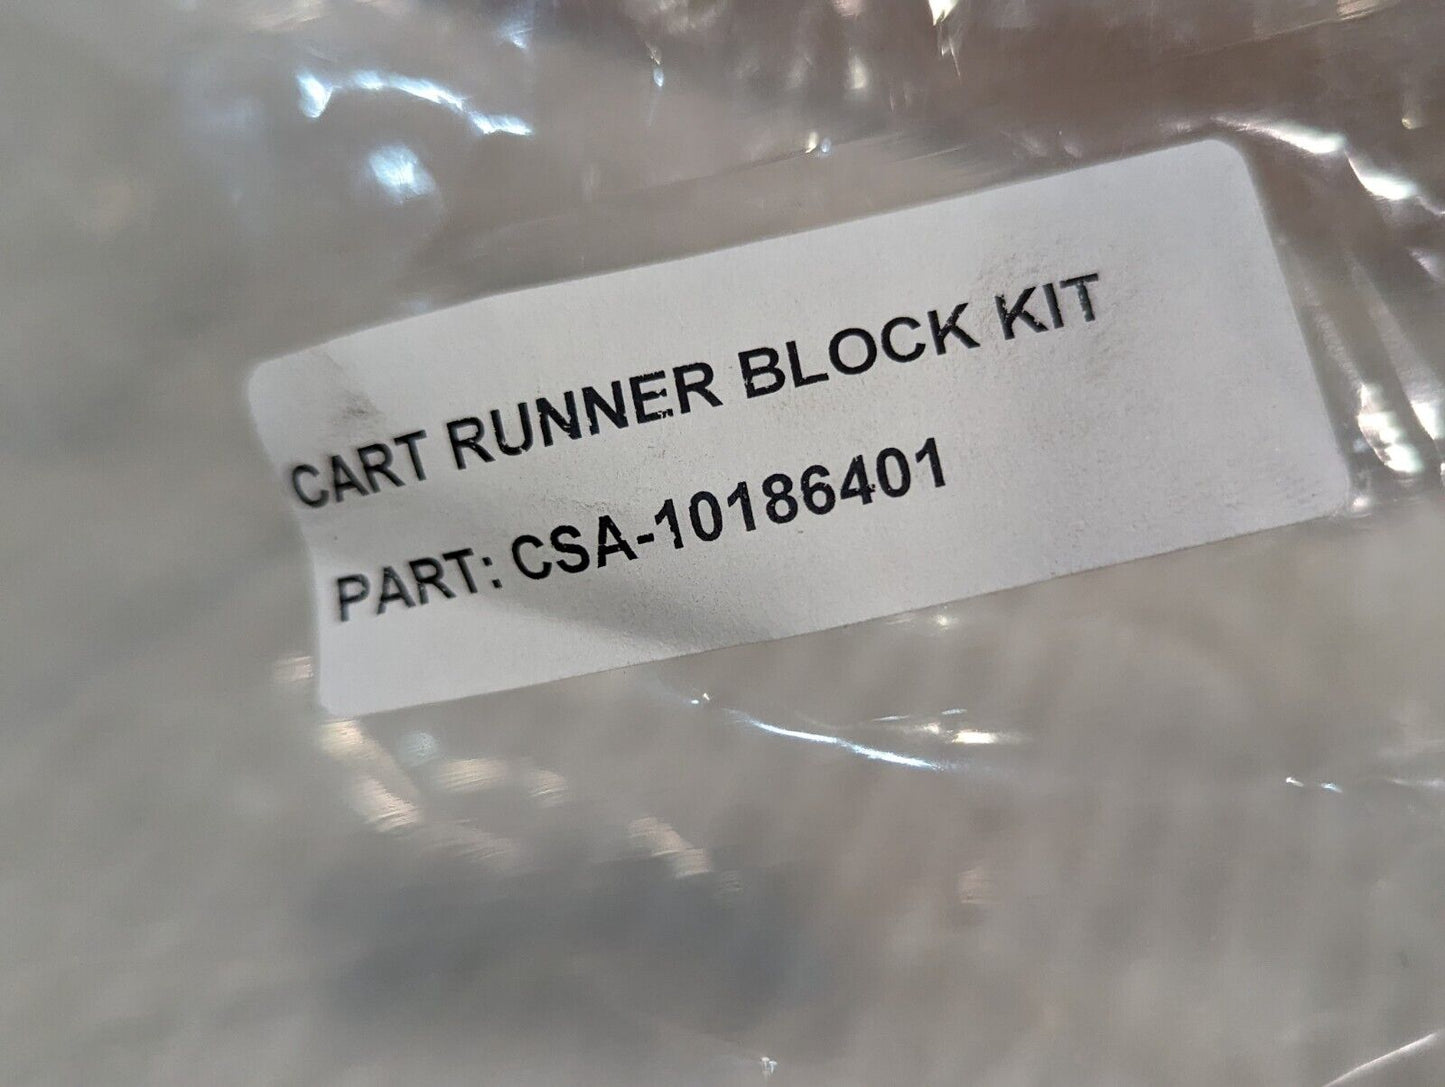 CART RUNNER BLOCK KIT
PART: CSA-10186401